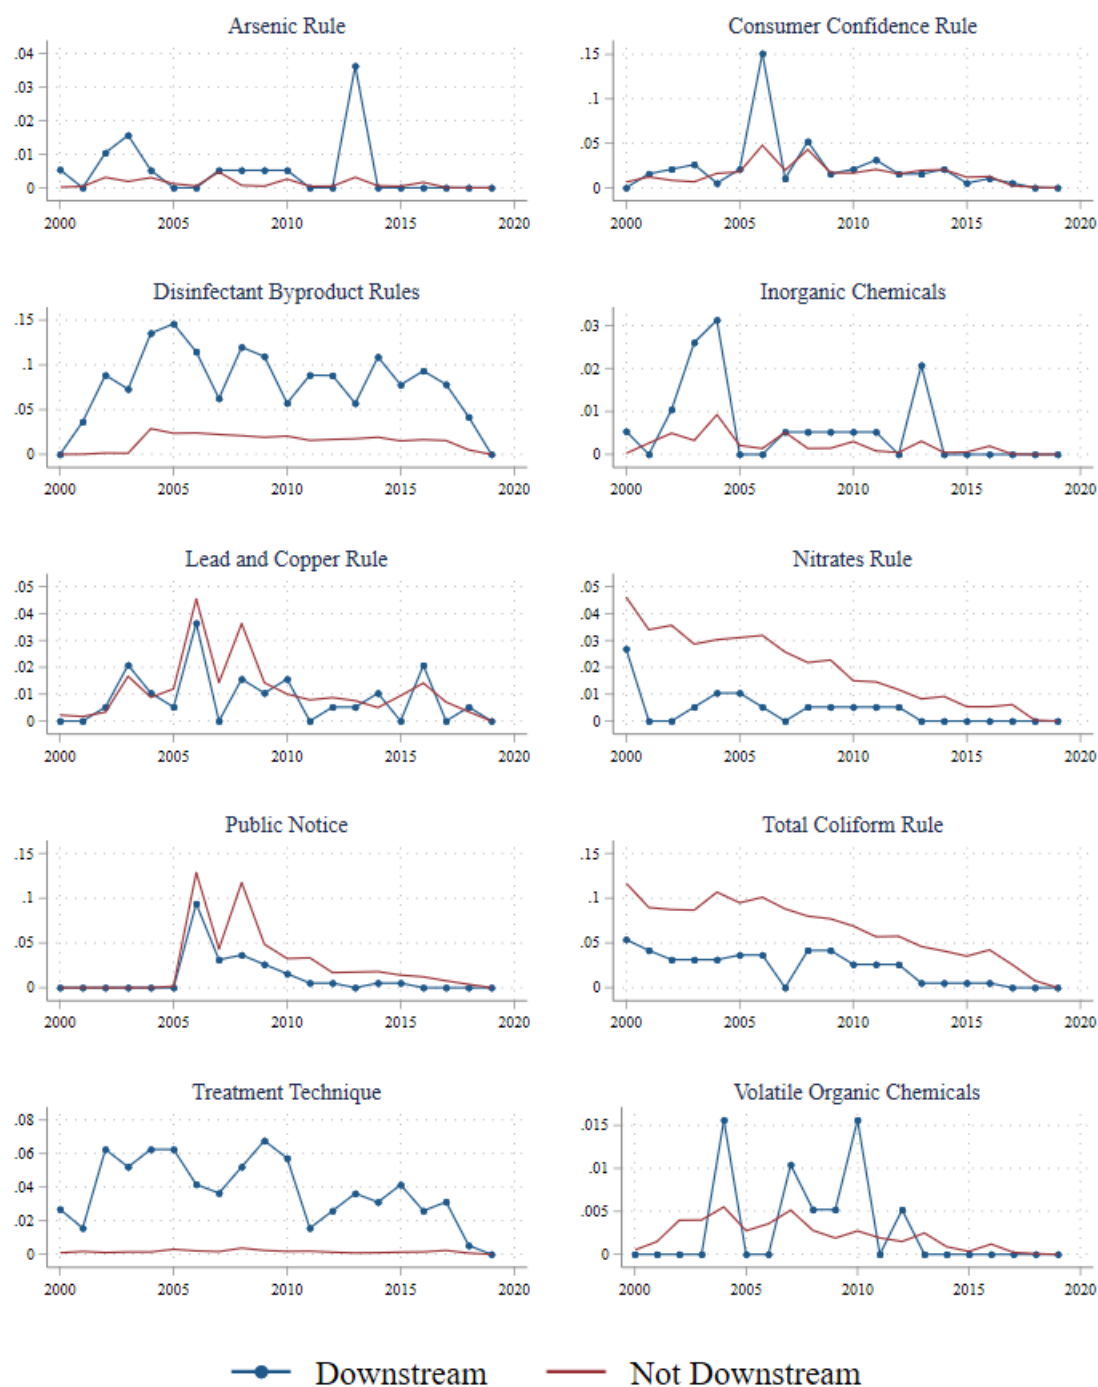 Arsenic Rule
.04
.03
.02
.01
0
2000 2005 2010 2015 2020
Consumer Confidence Rule
.15
.1
.05
0
2000 2005 2010 2015 2020
Disinfectant Byproduct Rules
.15
.1
.05
0
2000 2005 2010 2015 2020
Inorganic Chemicals
.03
.02
.01
0
2000 2005 2010 2015 2020
Lead and Copper Rule
.05
.04
.03
.02
.01
0
2000 2005 2010 2015 2020
Nitrates Rule
.05
.04
.03
.02
.01
0
2000 2005 2010 2015 2020
Public Notice
.15
.1
.05
0
2000 2005 2010 2015 2020
Total Coliform Rule
.15
.1
.05
0
2000 2005 2010 2015 2020
Treatment Technique
.08
.06
.04
.02
0
2000 2005 2010 2015 2020
Volatile Organic Chemicals
.015
.01
.005
0
2000 2005 2010 2015 2020
Downstream Not Downstream